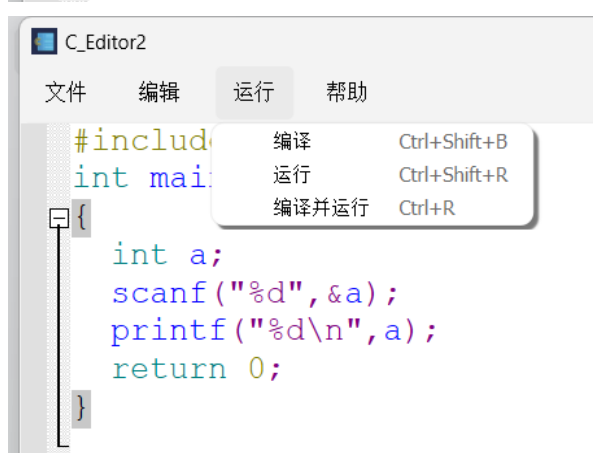 C_Editor2
文件 编辑 运行 帮助
编译 Ctrl+Shift+B
运行 Ctrl+Shift+R
编译并运行 Ctrl+R
#includ
int mai
{
int a;
scanf("%d",&a);
printf("%d\n",a);
return 0;
}